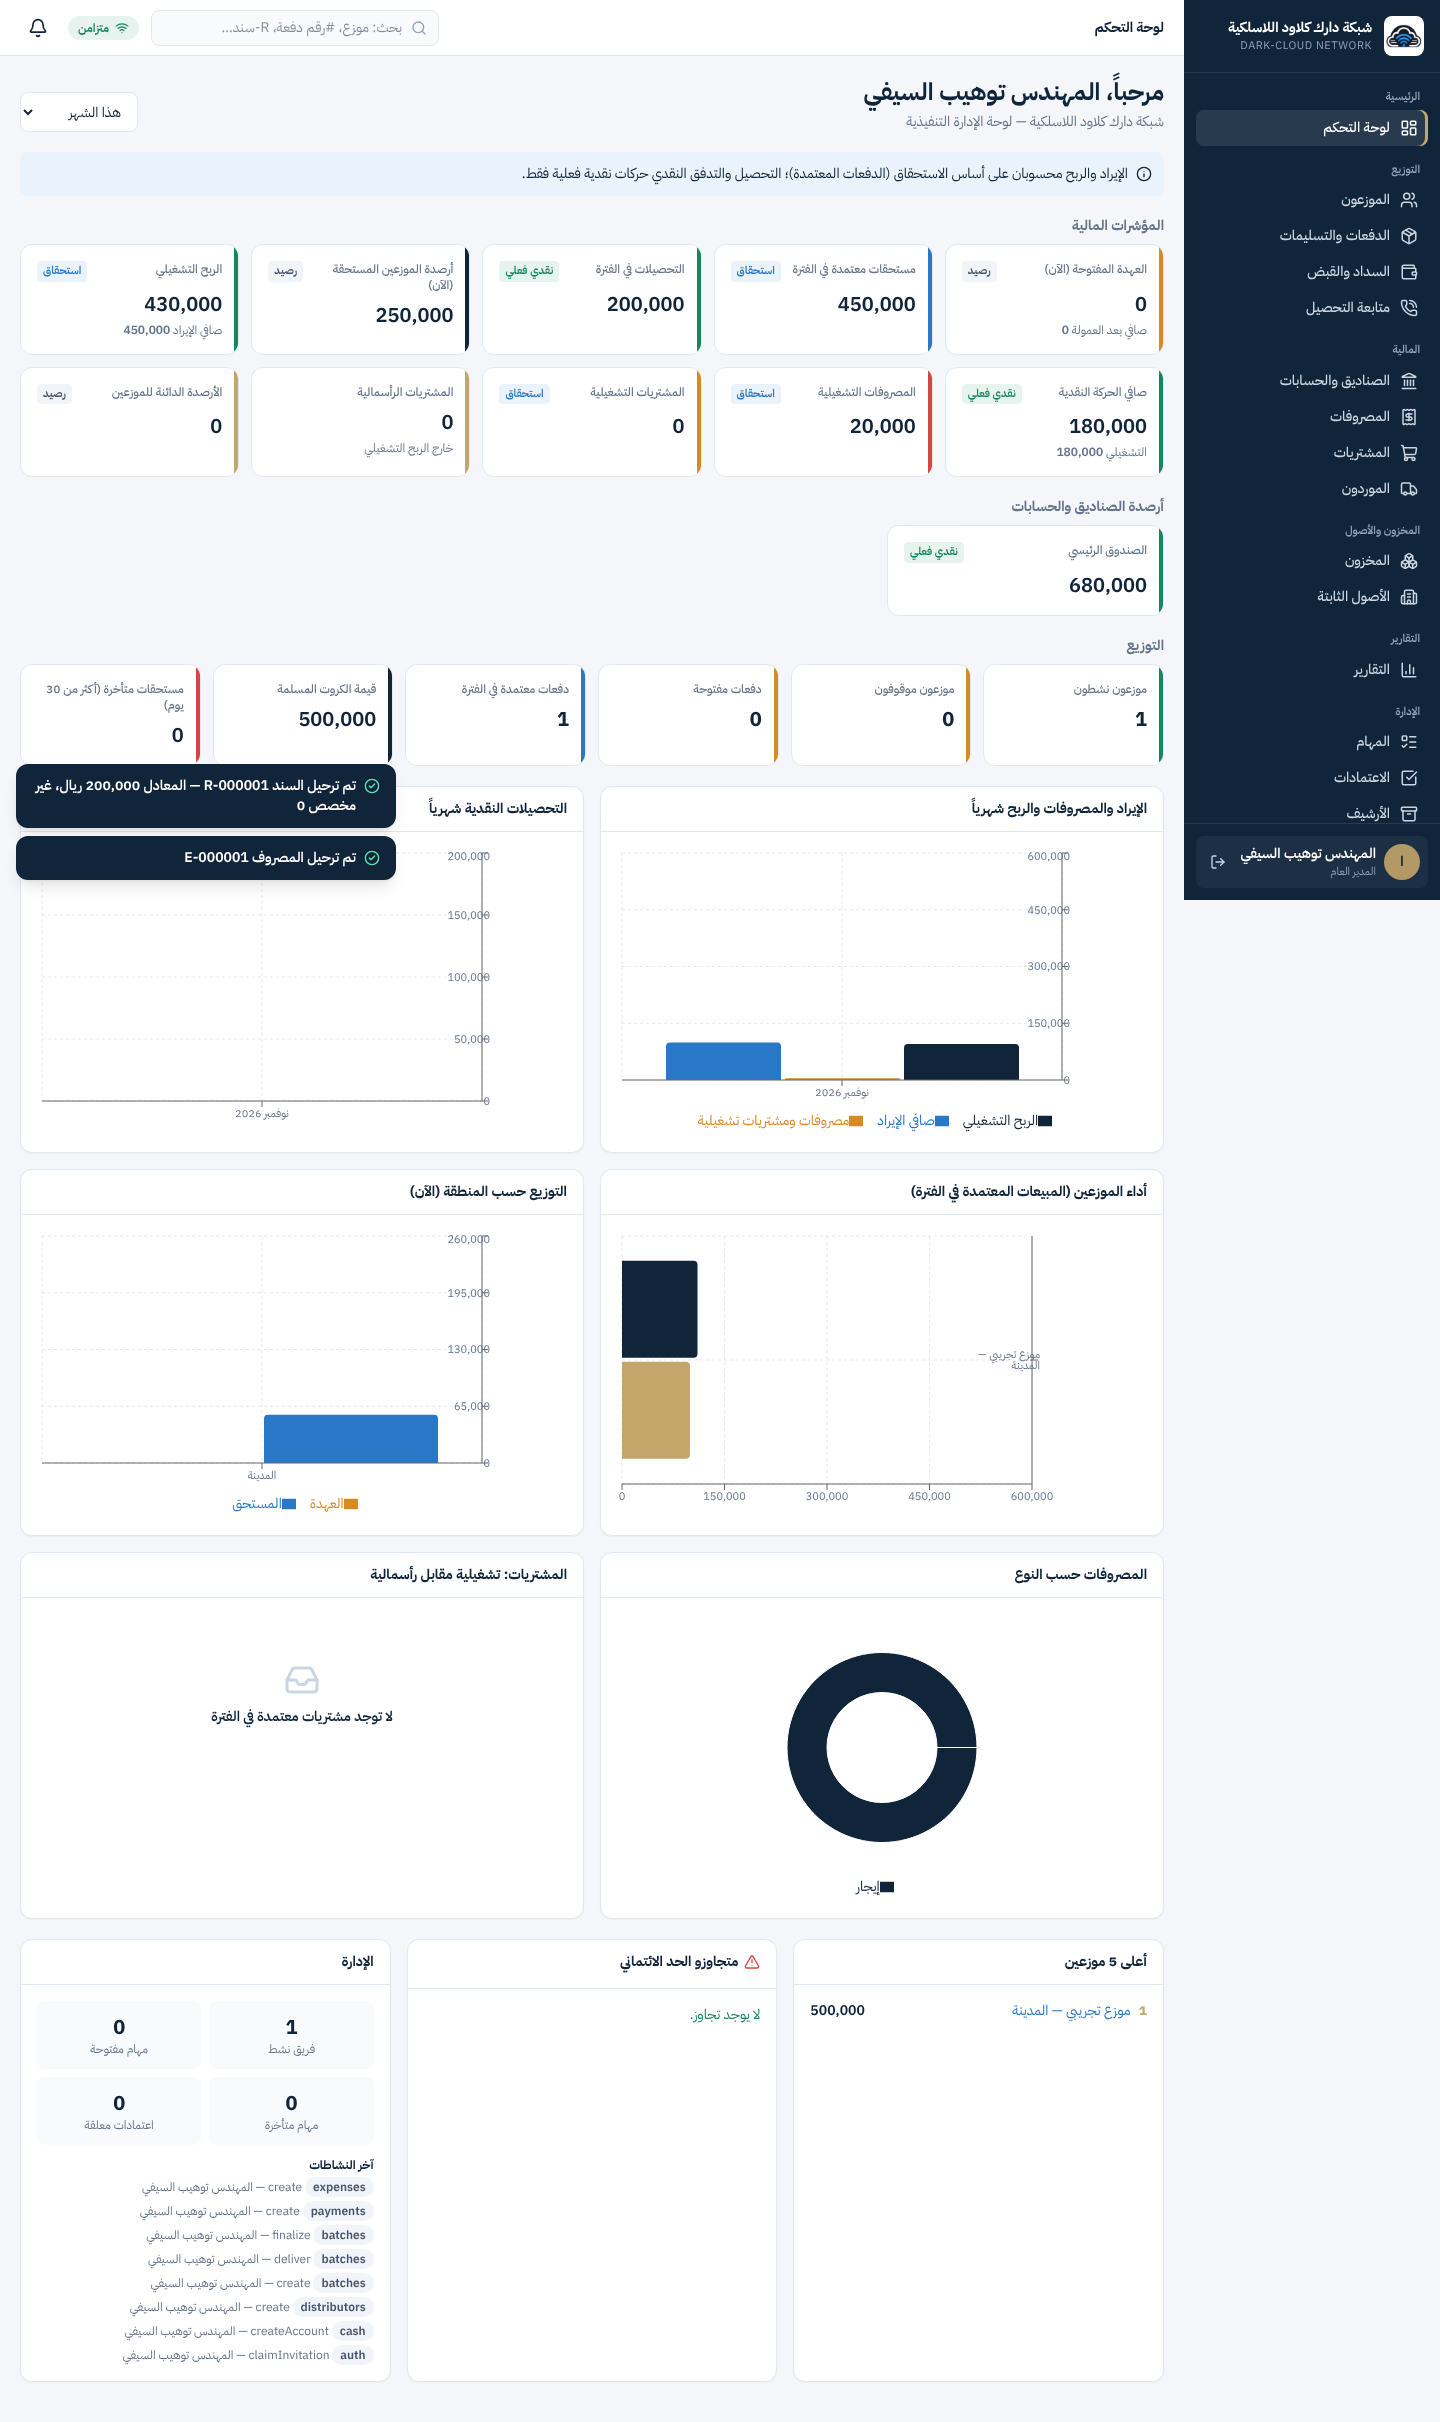 شبكة دارك كلاود اللاسلكية
DARK-CLOUD NETWORK
الرئيسية
لوحة التحكم
التوزيع
الموزعون
الدفعات والتسليمات
السداد والقبض
متابعة التحصيل
المالية
الصناديق والحسابات
المصروفات
المشتريات
الموردون
المخزون والأصول
المخزون
الأصول الثابتة
التقارير
التقارير
الإدارة
المهام
الاعتمادات
الأرشيف
المهندس توهيب السيفي
المدير العام
ا
لوحة التحكم
بحث: موزع، #رقم دفعة، R-سند...
متزامن
مرحباً، المهندس توهيب السيفي
شبكة دارك كلاود اللاسلكية — لوحة الإدارة التنفيذية
هذا الشهر
الإيراد والربح محسوبان على أساس الاستحقاق (الدفعات المعتمدة)؛ التحصيل والتدفق النقدي حركات نقدية فعلية فقط.
المؤشرات المالية
العهدة المفتوحة (الآن)
رصيد
0
صافي بعد العمولة 0
مستحقات معتمدة في الفترة
استحقاق
450,000
التحصيلات في الفترة
نقدي فعلي
200,000
أرصدة الموزعين المستحقة
(الآن)
رصيد
250,000
الربح التشغيلي
استحقاق
430,000
صافي الإيراد 450,000
صافي الحركة النقدية
نقدي فعلي
180,000
التشغيلي 180,000
المصروفات التشغيلية
استحقاق
20,000
المشتريات التشغيلية
استحقاق
0
المشتريات الرأسمالية
0
خارج الربح التشغيلي
الأرصدة الدائنة للموزعين
رصيد
0
أرصدة الصناديق والحسابات
الصندوق الرئيسي
نقدي فعلي
680,000
التوزيع
موزعون نشطون
1
موزعون موقوفون
0
دفعات مفتوحة
0
دفعات معتمدة في الفترة
1
قيمة الكروت المسلمة
500,000
مستحقات متأخرة (أكثر من 30
يوم)
0
تم ترحيل السند R-000001 — المعادل 200,000 ريال، غير
مخصص 0
تم ترحيل المصروف E-000001
الإيراد والمصروفات والربح شهرياً
600,000
450,000
300,000
150,000
0
نوفمبر 2026
الربح التشغيلي
صافي الإيراد
مصروفات ومشتريات تشغيلية
التحصيلات النقدية شهرياً
200,000
150,000
100,000
50,000
0
نوفمبر 2026
أداء الموزعين (المبيعات المعتمدة في الفترة)
موزع تجريبي —
المدينة
0
150,000
300,000
450,000
600,000
التوزيع حسب المنطقة (الآن)
260,000
195,000
130,000
65,000
0
المدينة
العهدة
المستحق
المصروفات حسب النوع
إيجار
المشتريات: تشغيلية مقابل رأسمالية
لا توجد مشتريات معتمدة في الفترة
أعلى 5 موزعين
1 موزع تجريبي — المدينة
500,000
متجاوزو الحد الائتماني
لا يوجد تجاوز.
الإدارة
1
فريق نشط
0
مهام مفتوحة
0
مهام متأخرة
0
اعتمادات معلقة
آخر النشاطات
expenses create — المهندس توهيب السيفي
payments create — المهندس توهيب السيفي
batches finalize — المهندس توهيب السيفي
batches deliver — المهندس توهيب السيفي
batches create — المهندس توهيب السيفي
distributors create — المهندس توهيب السيفي
cash createAccount — المهندس توهيب السيفي
auth claimInvitation — المهندس توهيب السيفي